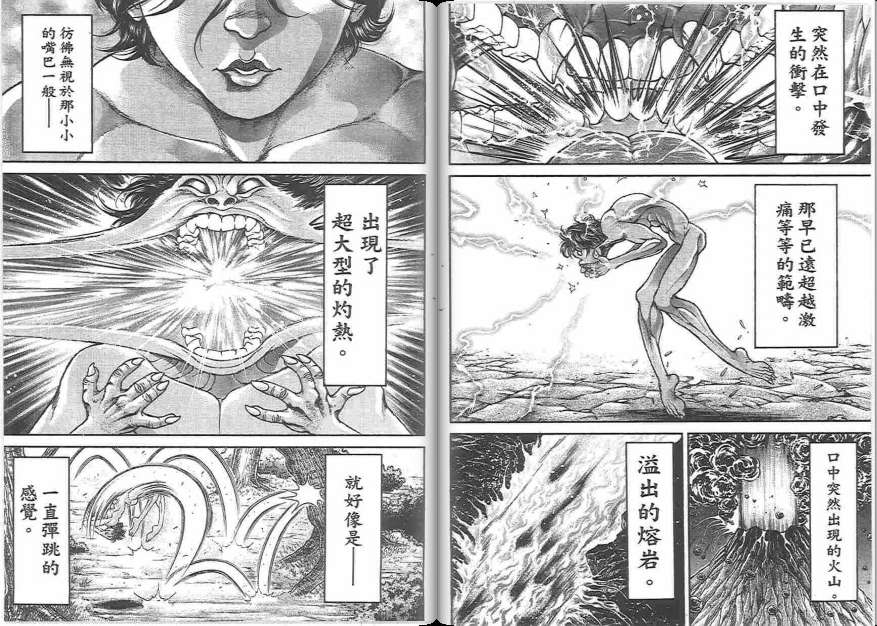 突然在口中發
生的衝擊。
那早已遠超越激
痛等等的範疇。
口中突然出現的火山。
溢出的熔岩。
彷彿無視於那小小
的嘴巴一般——
出現了
超大型的灼熱。
就好像是——
一直彈跳的
感覺。